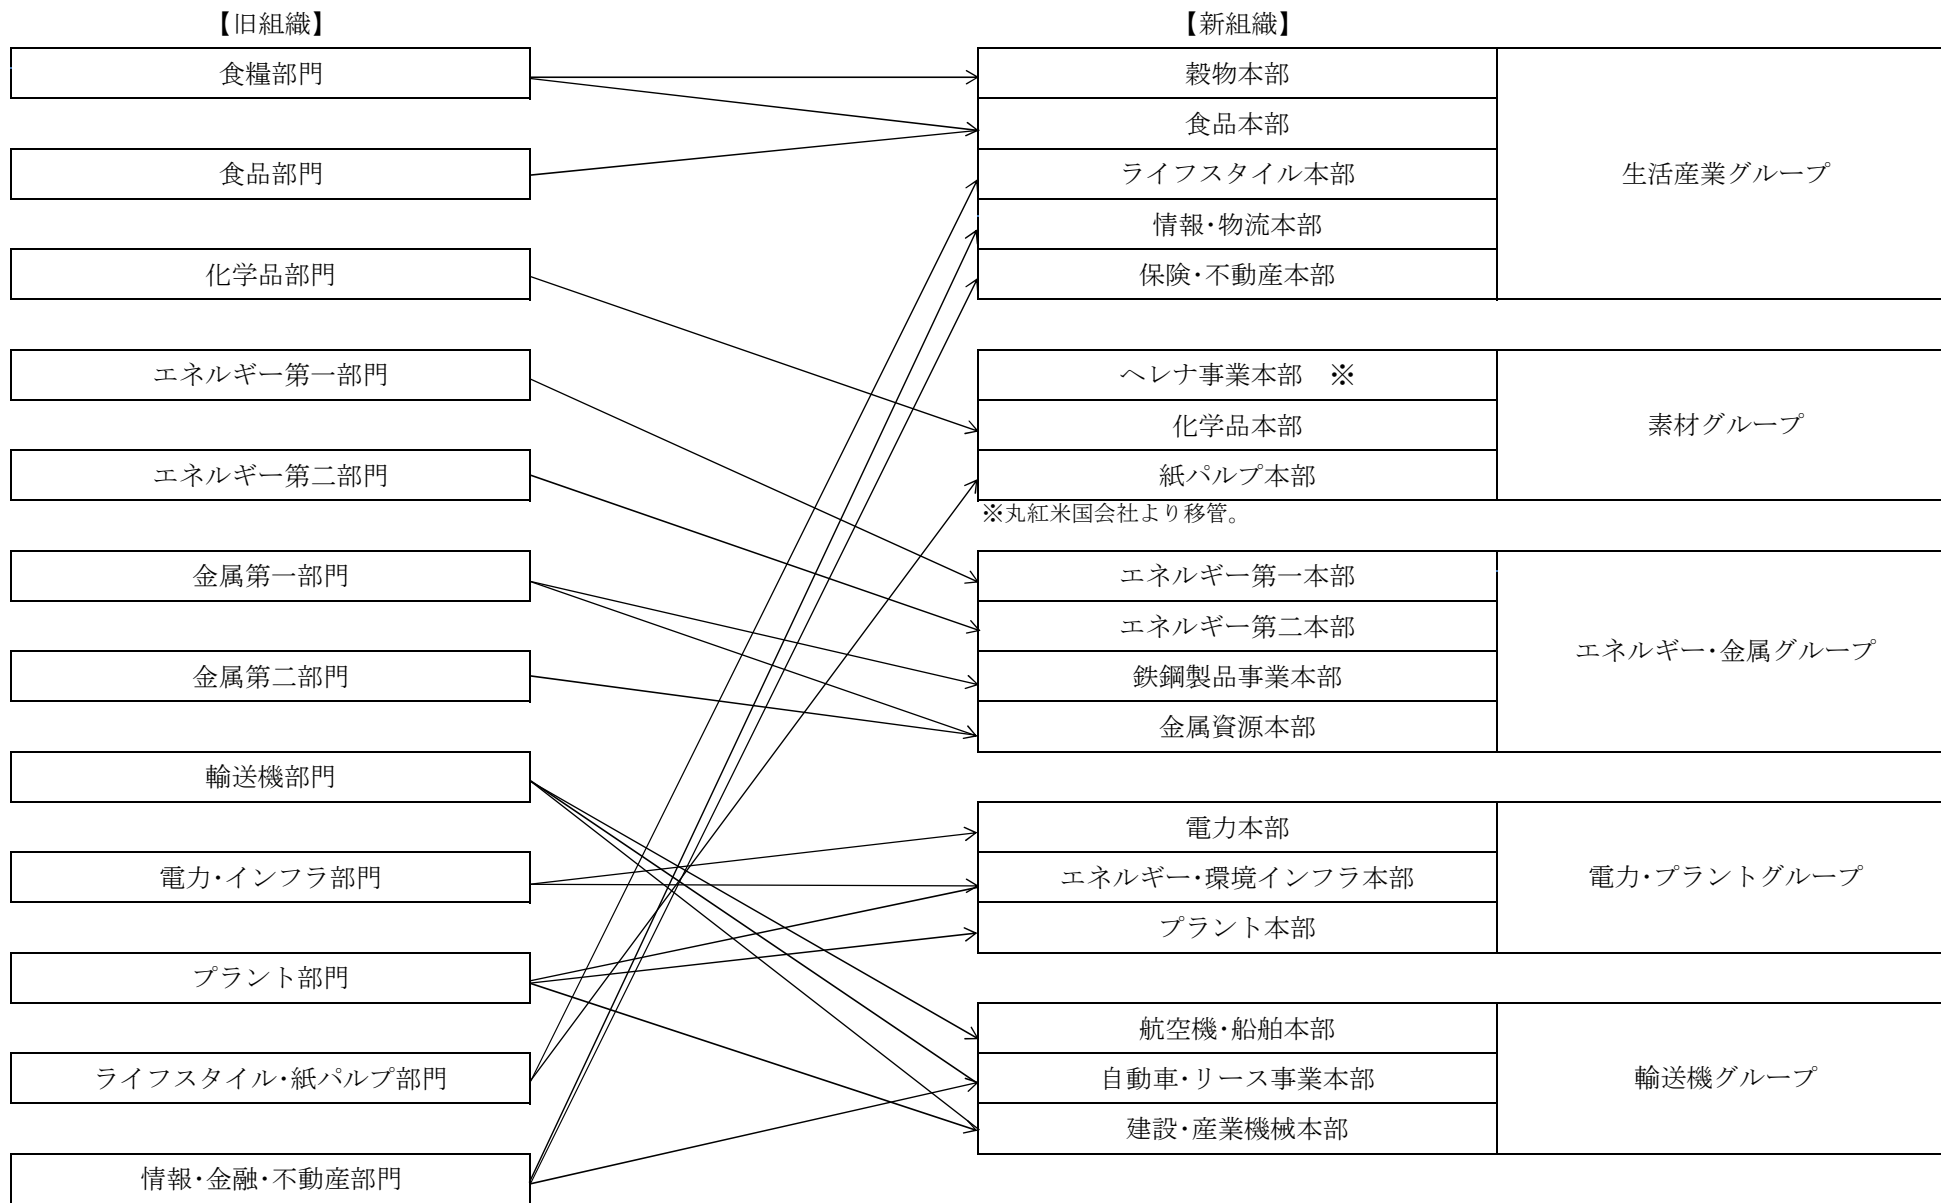 【旧組織】
【新組織】
食糧部門
食品部門
化学品部門
エネルギー第一部門
エネルギー第二部門
金属第一部門
金属第二部門
輸送機部門
電力・インフラ部門
プラント部門
ライフスタイル・紙パルプ部門
情報・金融・不動産部門
穀物本部
食品本部
ライフスタイル本部
情報・物流本部
保険・不動産本部
生活産業グループ
ヘレナ事業本部　※
化学品本部
紙パルプ本部
素材グループ
※丸紅米国会社より移管。
エネルギー第一本部
エネルギー第二本部
鉄鋼製品事業本部
金属資源本部
エネルギー・金属グループ
電力本部
エネルギー・環境インフラ本部
プラント本部
電力・プラントグループ
航空機・船舶本部
自動車・リース事業本部
建設・産業機械本部
輸送機グループ